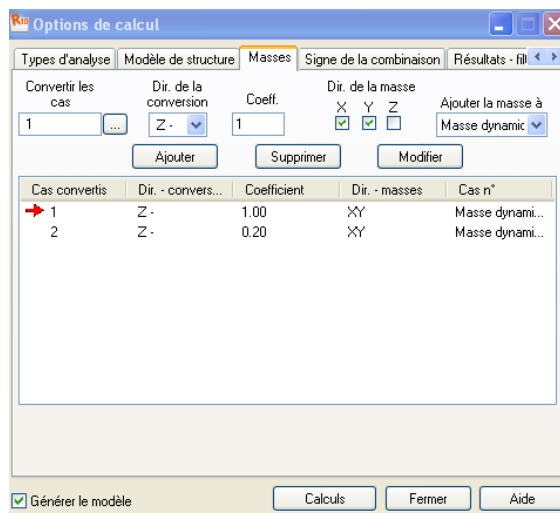 R10 Options de calcul
Types d'analyse Modèle de structure Masses Signe de la combinaison Résultats - filt
Convertir les cas Dir. de la conversion Coeff. Dir. de la masse Ajouter la masse à
X Y Z
1 ... Z - 1 Masse dynamic
Ajouter Supprimer Modifier
Cas convertis Dir. - convers... Coefficient Dir. - masses Cas n°
1 Z - 1.00 XY Masse dynami...
2 Z - 0.20 XY Masse dynami...
Générer le modèle Calculs Fermer Aide